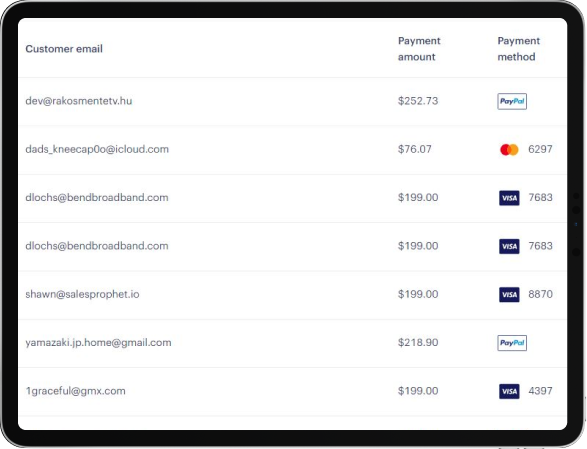 Customer email Payment amount Payment method
dev@rakosmentetv.hu $252.73 PayPal
dads_kneecap0o@icloud.com $76.07 6297
dlochs@bendbroadband.com $199.00 VISA 7683
dlochs@bendbroadband.com $199.00 VISA 7683
shawn@salesprophet.io $199.00 VISA 8870
yamazaki.jp.home@gmail.com $218.90 PayPal
1graceful@gmx.com $199.00 VISA 4397